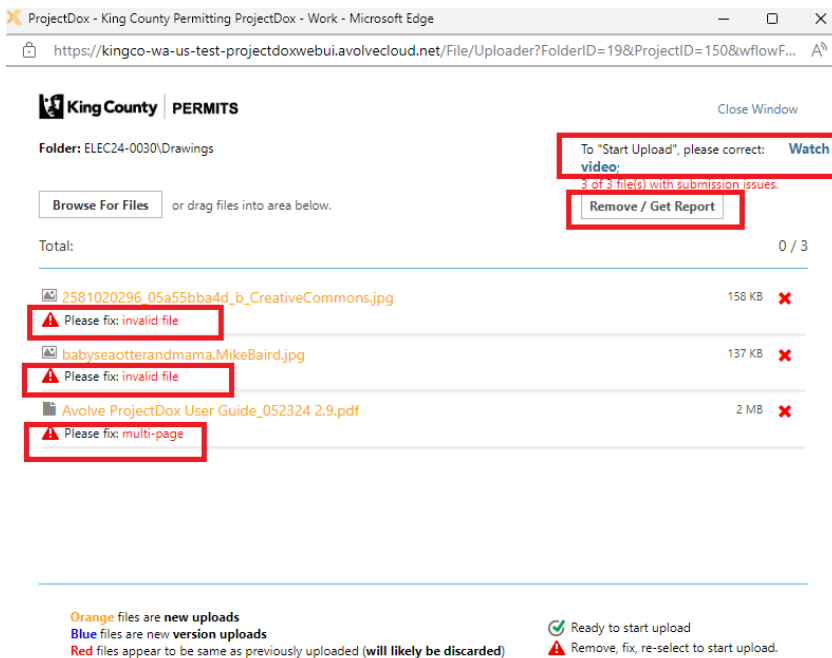 ProjectDox - King County Permitting ProjectDox - Work - Microsoft Edge
https://kingco-wa-us-test-projectdoxwebui.avolvecloud.net/File/Uploader?FolderID=19&ProjectID=150&wflowF...
King County PERMITS
Close Window
Folder: ELEC24-0030\Drawings
To "Start Upload", please correct: Watch
video;
3 of 3 file(s) with submission issues.
Browse For Files or drag files into area below.
Remove / Get Report
Total: 0 / 3
2581020296_05a55bba4d_b_CreativeCommons.jpg 158 KB
Please fix: invalid file
babyseaotterandmama.MikeBaird.jpg 137 KB
Please fix: invalid file
Avolve ProjectDox User Guide_052324 2.9.pdf 2 MB
Please fix: multi-page
Orange files are new uploads
Blue files are new version uploads
Red files appear to be same as previously uploaded (will likely be discarded)
Ready to start upload
Remove, fix, re-select to start upload.